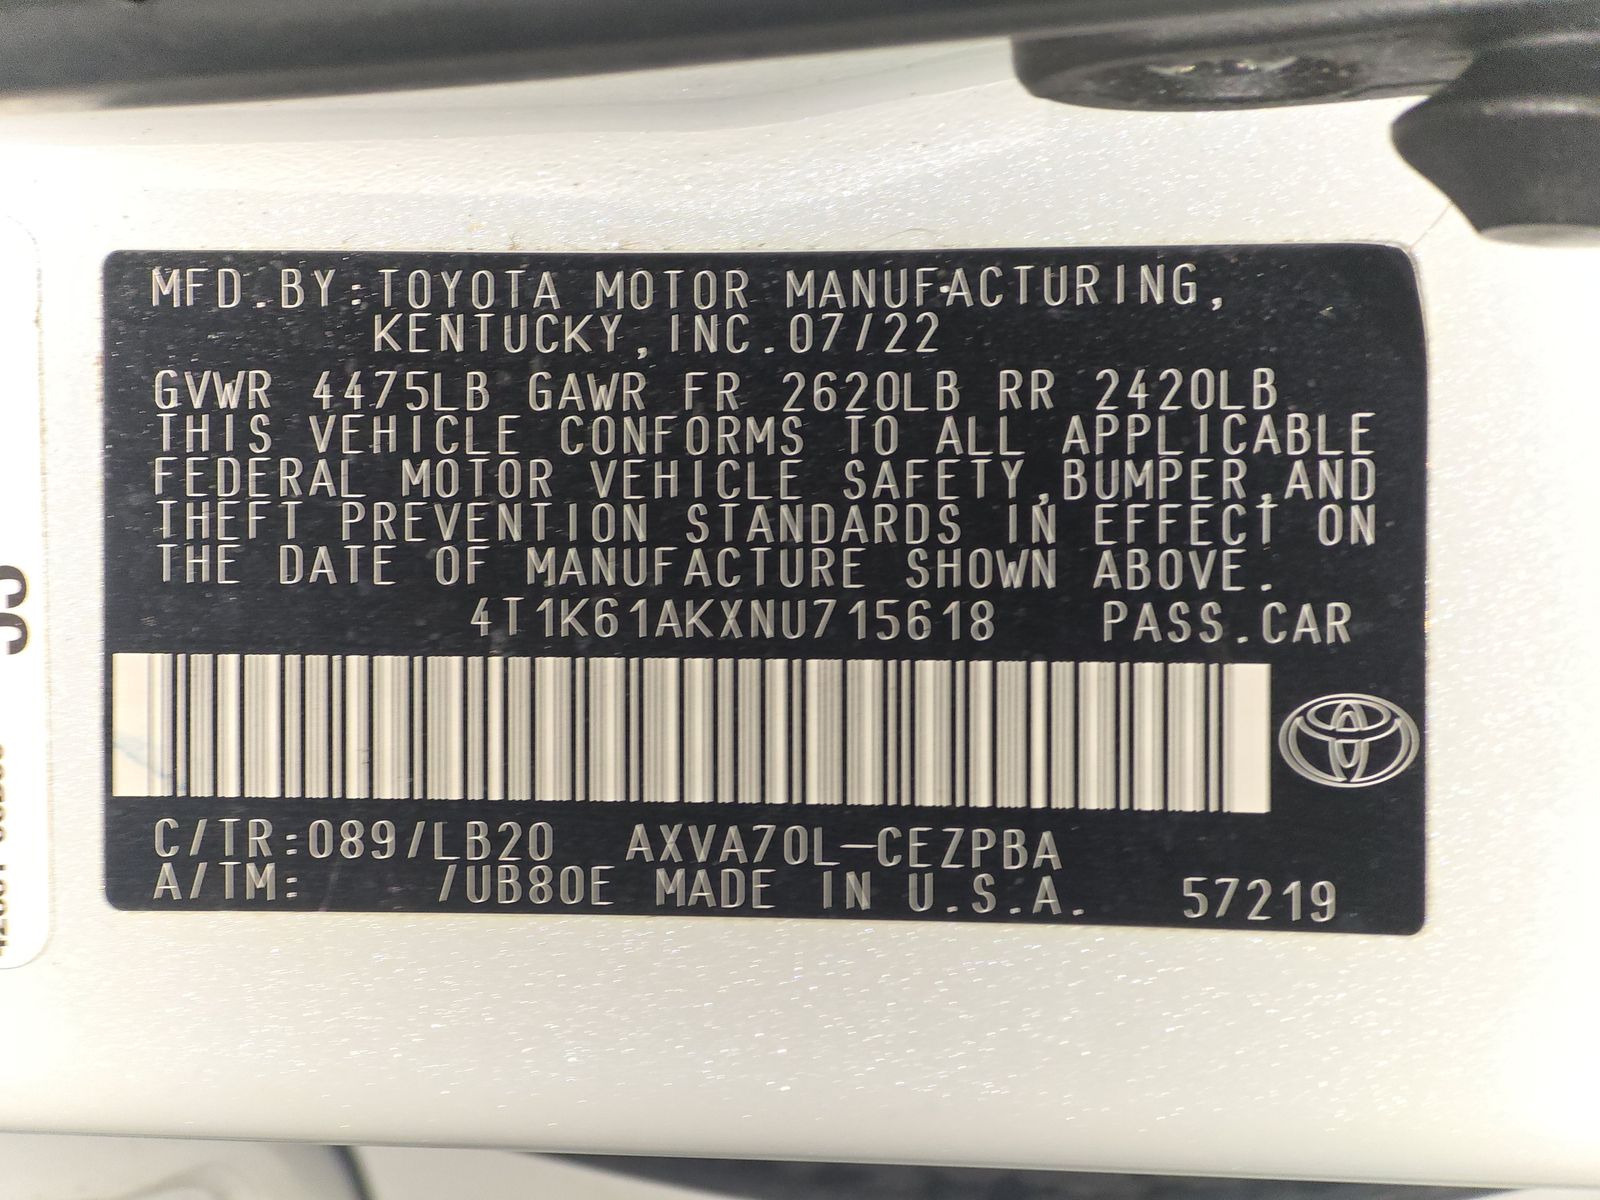 MFD.BY:TOYOTA MOTOR MANUFACTURING,
KENTUCKY,INC.07/22
GVWR 4475LB GAWR FR 2620LB RR 2420LB
THIS VEHICLE CONFORMS TO ALL APPLICABLE
FEDERAL MOTOR VEHICLE SAFETY,BUMPER,AND
THEFT PREVENTION STANDARDS IN EFFECT ON
THE DATE OF MANUFACTURE SHOWN ABOVE.
4T1K61AKXNU715618 PASS.CAR
C/TR:089/LB20 AXVA70L-CEZPBA
A/TM: /UB80E MADE IN U.S.A. 57219